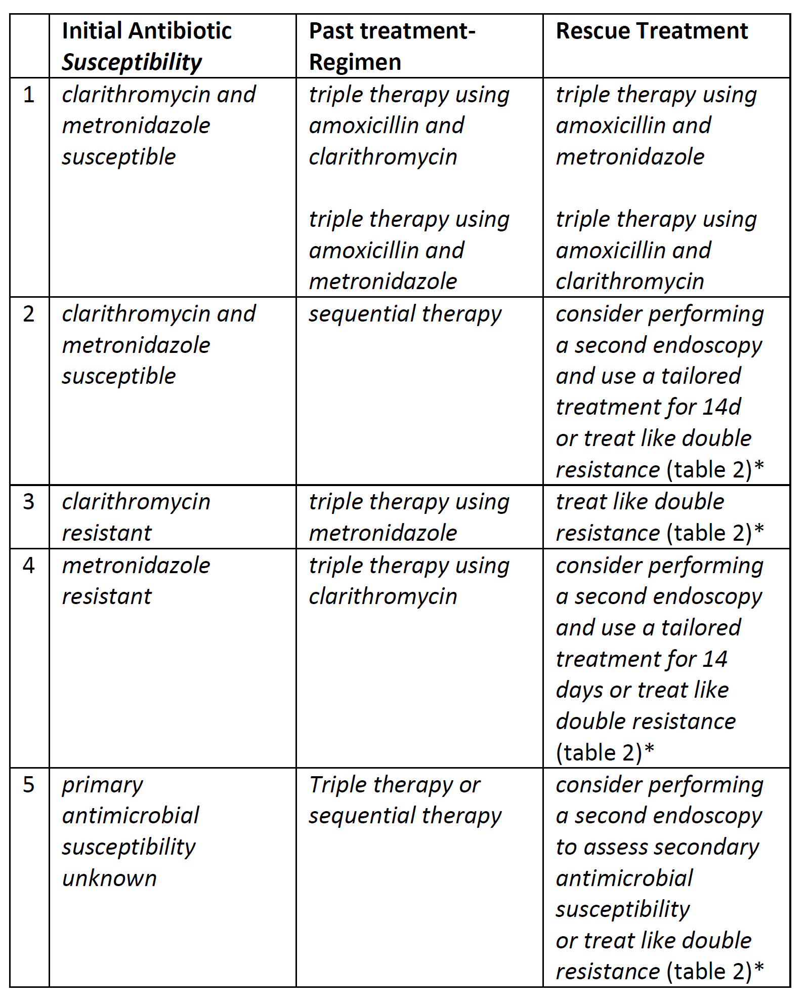 Initial Antibiotic
Susceptibility
Past treatment-
Regimen
Rescue Treatment
1
clarithromycin and
metronidazole
susceptible
triple therapy using
amoxicillin and
clarithromycin
triple therapy using
amoxicillin and
metronidazole
triple therapy using
amoxicillin and
metronidazole
triple therapy using
amoxicillin and
clarithromycin
2
clarithromycin and
metronidazole
susceptible
sequential therapy
consider performing
a second endoscopy
and use a tailored
treatment for 14d
or treat like double
resistance (table 2)*
3
clarithromycin
resistant
triple therapy using
metronidazole
treat like double
resistance (table 2)*
4
metronidazole
resistant
triple therapy using
clarithromycin
consider performing
a second endoscopy
and use a tailored
treatment for 14
days or treat like
double resistance
(table 2)*
5
primary
antimicrobial
susceptibility
unknown
Triple therapy or
sequential therapy
consider performing
a second endoscopy
to assess secondary
antimicrobial
susceptibility
or treat like double
resistance (table 2)*